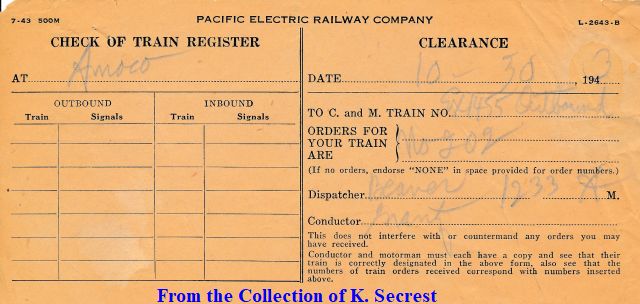 7-43 500M PACIFIC ELECTRIC RAILWAY COMPANY L-2643-B
CHECK OF TRAIN REGISTER
AT Amoco
OUTBOUND INBOUND
Train Signals Train Signals
CLEARANCE
DATE 10-30, 1943
TO C. and M. TRAIN NO. Ex 1455 Outbound
ORDERS FOR
YOUR TRAIN
ARE
No 202
(If no orders, endorse "NONE" in space provided for order numbers.)
Dispatcher 1233 A M.
Conductor Grant
This does not interfere with or countermand any orders you may
have received.
Conductor and motorman must each have a copy and see that their
train is correctly designated in the above form, also see that the
numbers of train orders received correspond with numbers inserted
above.
From the Collection of K. Secrest